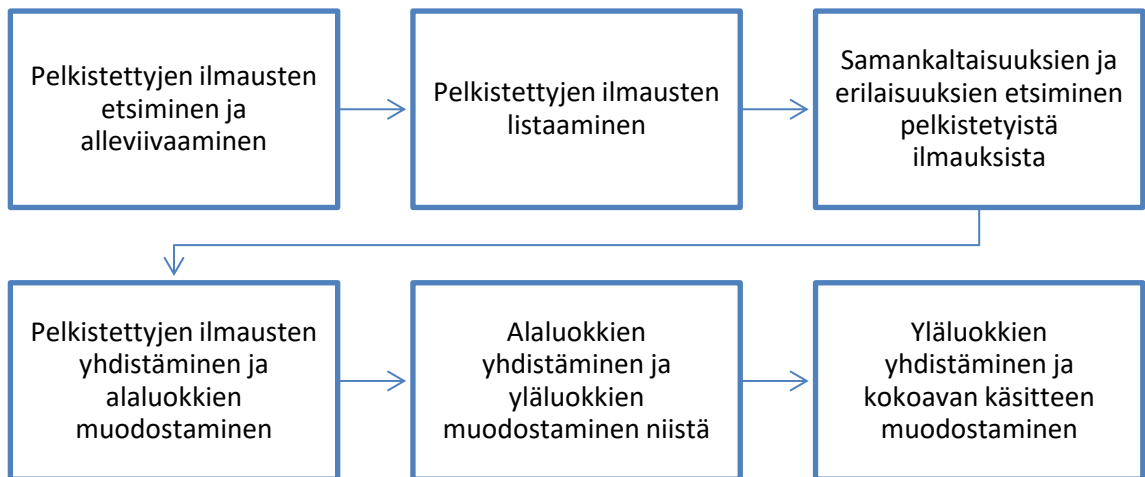 Pelkistettyjen ilmausten
etsiminen ja
alleviivaaminen
Pelkistettyjen ilmausten
listaaminen
Samankaltaisuuksien ja
erilaisuuksien etsiminen
pelkistetyistä
ilmauksista
Pelkistettyjen ilmausten
yhdistäminen ja
alaluokkien
muodostaminen
Alaluokkien
yhdistäminen ja
yläluokkien
muodostaminen niistä
Yläluokkien
yhdistäminen ja
kokoavan käsitteen
muodostaminen